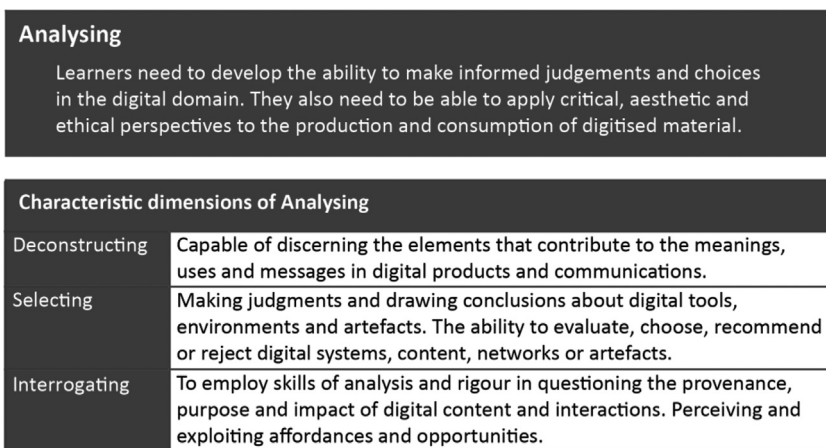 Analysing
Learners need to develop the ability to make informed judgements and choices
in the digital domain. They also need to be able to apply critical, aesthetic and
ethical perspectives to the production and consumption of digitised material.
Characteristic dimensions of Analysing
Deconstructing
Capable of discerning the elements that contribute to the meanings,
uses and messages in digital products and communications.
Selecting
Making judgments and drawing conclusions about digital tools,
environments and artefacts. The ability to evaluate, choose, recommend
or reject digital systems, content, networks or artefacts.
Interrogating
To employ skills of analysis and rigour in questioning the provenance,
purpose and impact of digital content and interactions. Perceiving and
exploiting affordances and opportunities.